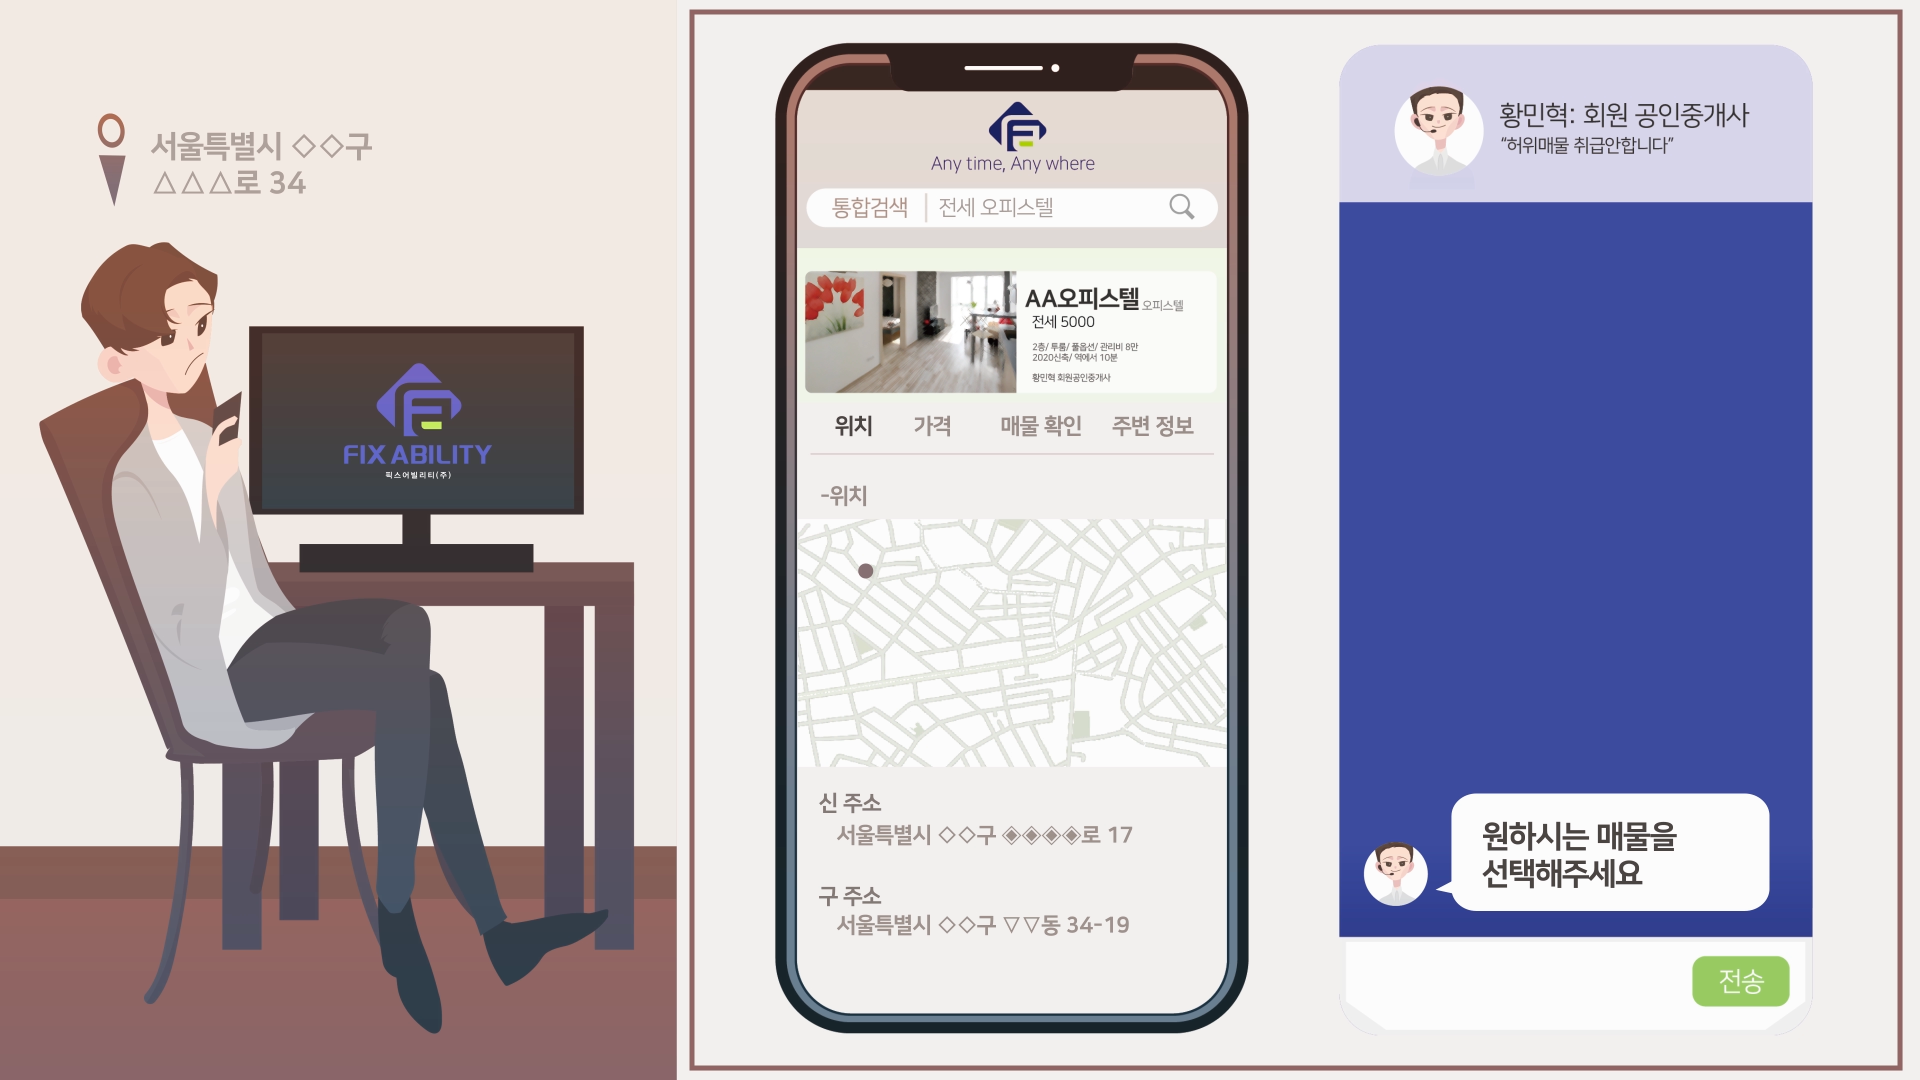 서울특별시 ◇◇구
△△△로 34
FIX ABILITY
픽스어빌리티(주)
Any time, Any where
통합검색 | 전세 오피스텔
AA오피스텔 오피스텔
전세 5000
2층/ 투룸/ 풀옵션/ 관리비 8만
2020신축/ 역에서 10분
황민혁 회원공인중개사
위치 가격 매물 확인 주변 정보
-위치
신 주소
서울특별시 ◇◇구 ◈◈◈◈로 17
구 주소
서울특별시 ◇◇구 ▽▽동 34-19
황민혁: 회원 공인중개사
“허위매물 취급안합니다”
원하시는 매물을
선택해주세요
전송